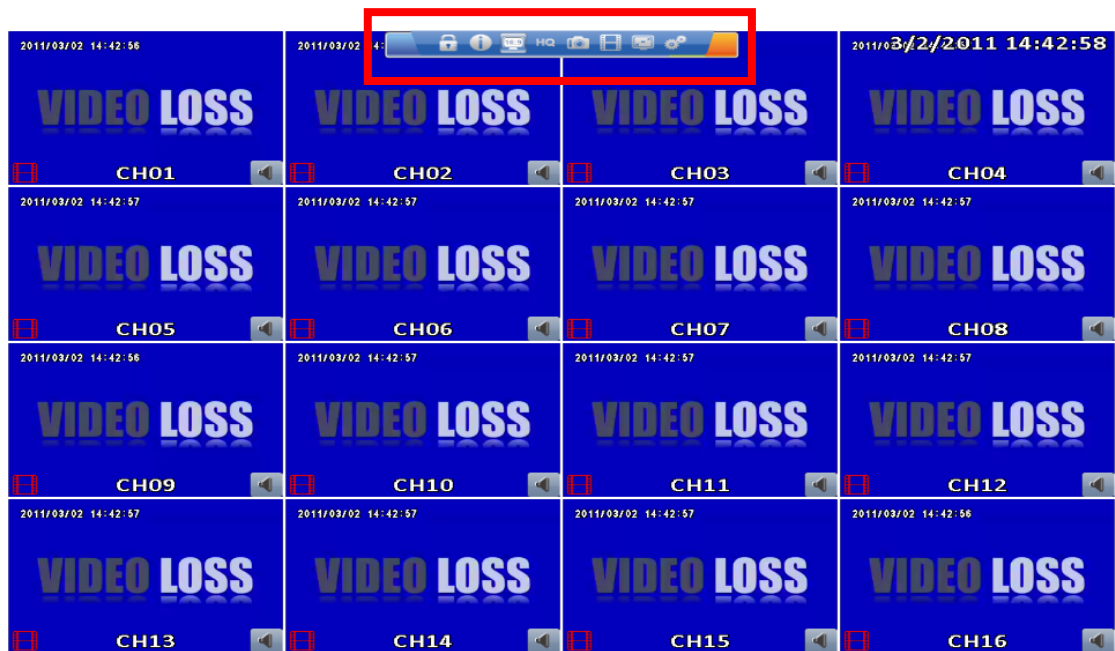 2011/03/02 14:42:56
2011/03/02
16:9
HQ
3/2/2011 14:42:58
VIDEO LOSS
VIDEO LOSS
VIDEO LOSS
VIDEO LOSS
CH01
CH02
CH03
CH04
2011/03/02 14:42:57
2011/03/02 14:42:57
2011/03/02 14:42:57
2011/03/02 14:42:57
VIDEO LOSS
VIDEO LOSS
VIDEO LOSS
VIDEO LOSS
CH05
CH06
CH07
CH08
2011/03/02 14:42:56
2011/03/02 14:42:57
2011/03/02 14:42:57
2011/03/02 14:42:57
VIDEO LOSS
VIDEO LOSS
VIDEO LOSS
VIDEO LOSS
CH09
CH10
CH11
CH12
2011/03/02 14:42:57
2011/03/02 14:42:57
2011/03/02 14:42:57
2011/03/02 14:42:56
VIDEO LOSS
VIDEO LOSS
VIDEO LOSS
VIDEO LOSS
CH13
CH14
CH15
CH16